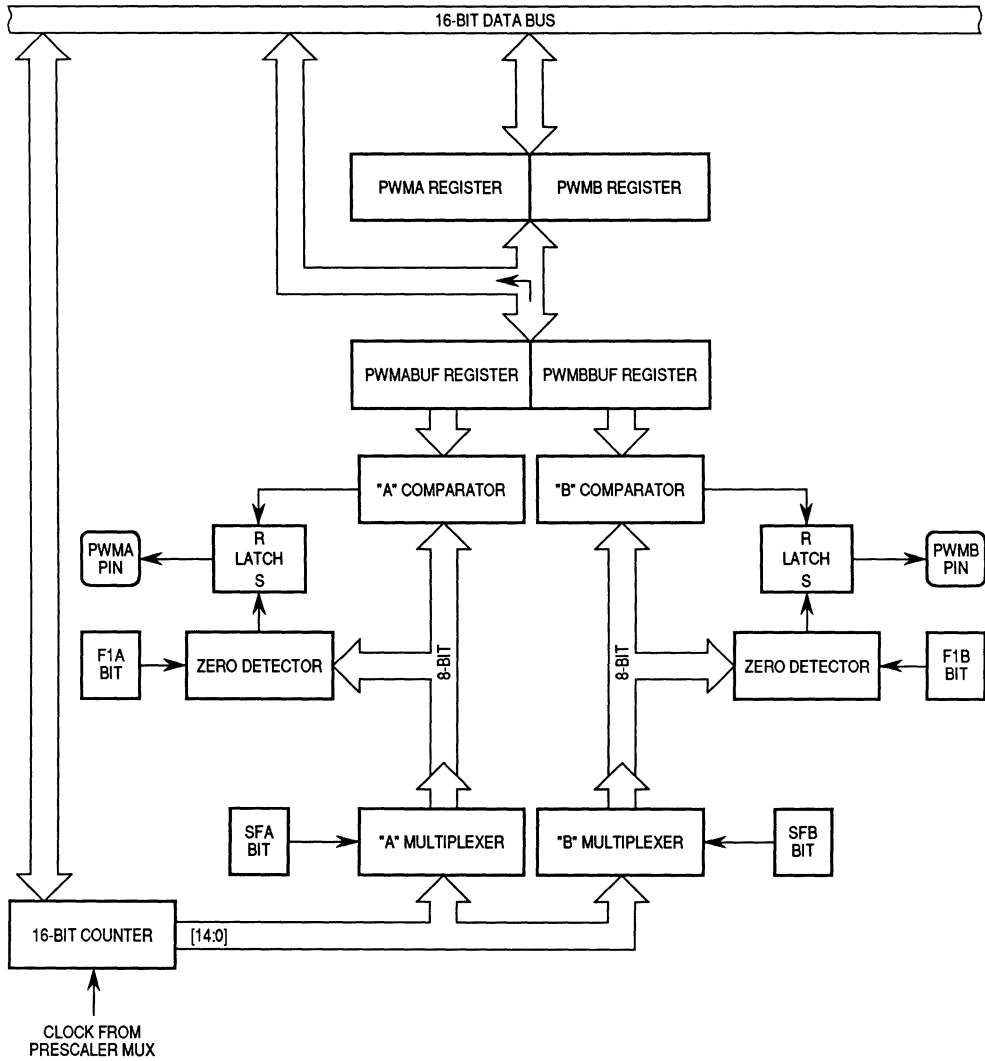 16-BIT DATA BUS
PWMA REGISTER
PWMB REGISTER
PWMABUF REGISTER
PWMBBUF REGISTER
"A" COMPARATOR
"B" COMPARATOR
R
LATCH
S
R
LATCH
S
PWMA
PIN
PWMB
PIN
F1A
BIT
ZERO DETECTOR
8-BIT
8-BIT
ZERO DETECTOR
F1B
BIT
SFA
BIT
"A" MULTIPLEXER
"B" MULTIPLEXER
SFB
BIT
16-BIT COUNTER
[14:0]
CLOCK FROM
PRESCALER MUX